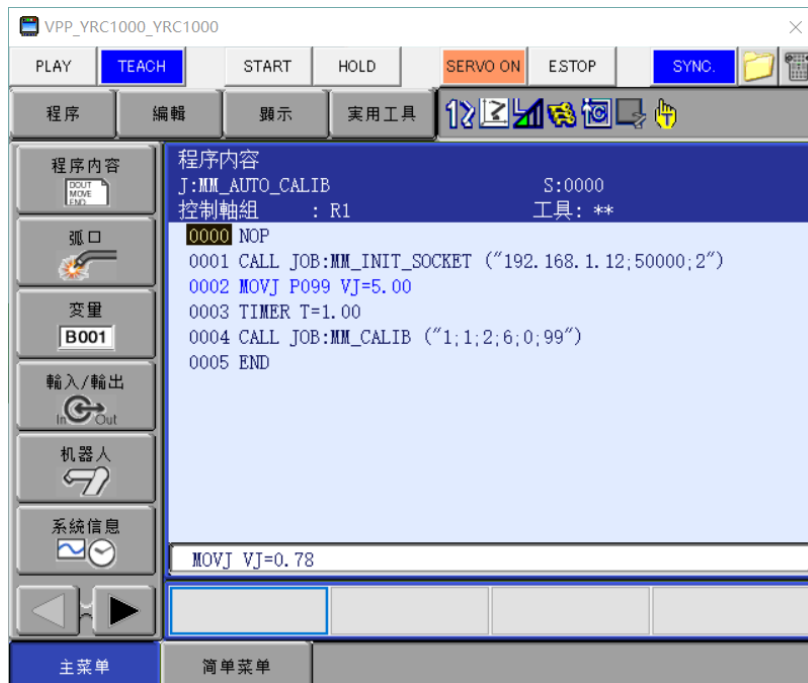 VPP_YRC1000_YRC1000
PLAY TEACH START HOLD SERVO ON E.STOP SYNC.
程序 編輯 顕示 実用工具
程序内容
DOUT
MOVE
END
弧口
変量
B001
輸入/輸出
In Out
机器人
系統信息
程序内容
J:MM_AUTO_CALIB S:0000
控制軸組 : R1 工具: **
0000 NOP
0001 CALL JOB:MM_INIT_SOCKET ("192.168.1.12;50000;2")
0002 MOVJ P099 VJ=5.00
0003 TIMER T=1.00
0004 CALL JOB:MM_CALIB ("1;1;2;6;0;99")
0005 END
MOVJ VJ=0.78
主菜単 简单菜单